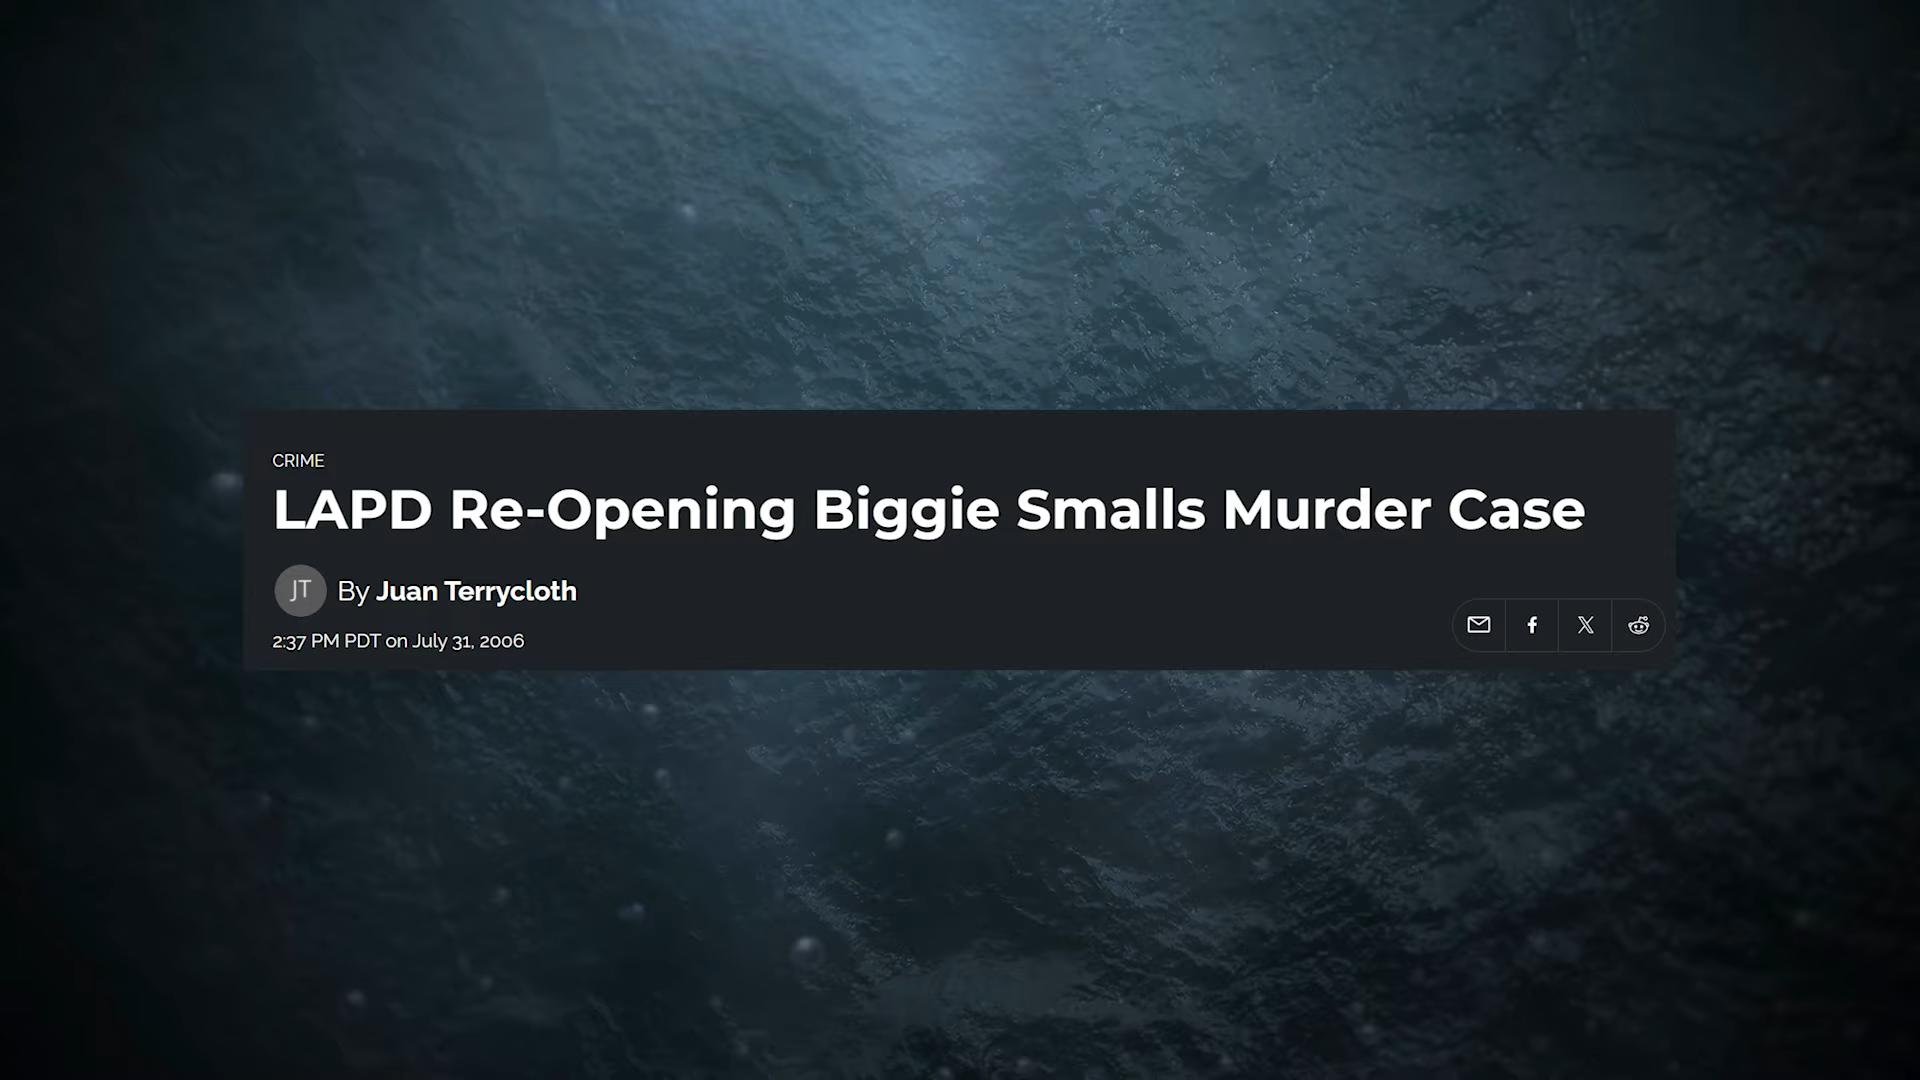 CRIME
LAPD Re-Opening Biggie Smalls Murder Case
JT By Juan Terrycloth
2:37 PM PDT on July 31, 2006